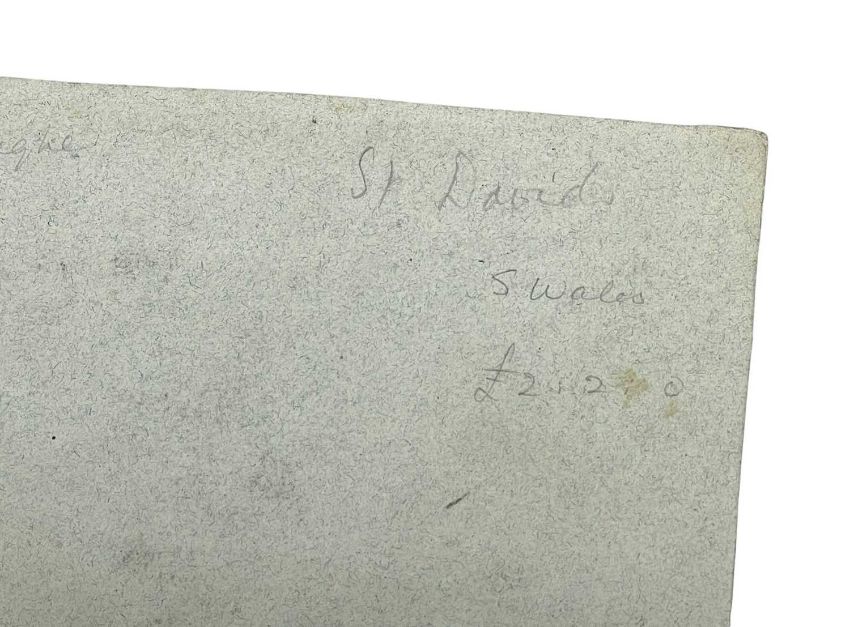 St Davids
S Wales
£2 . 2 . 0